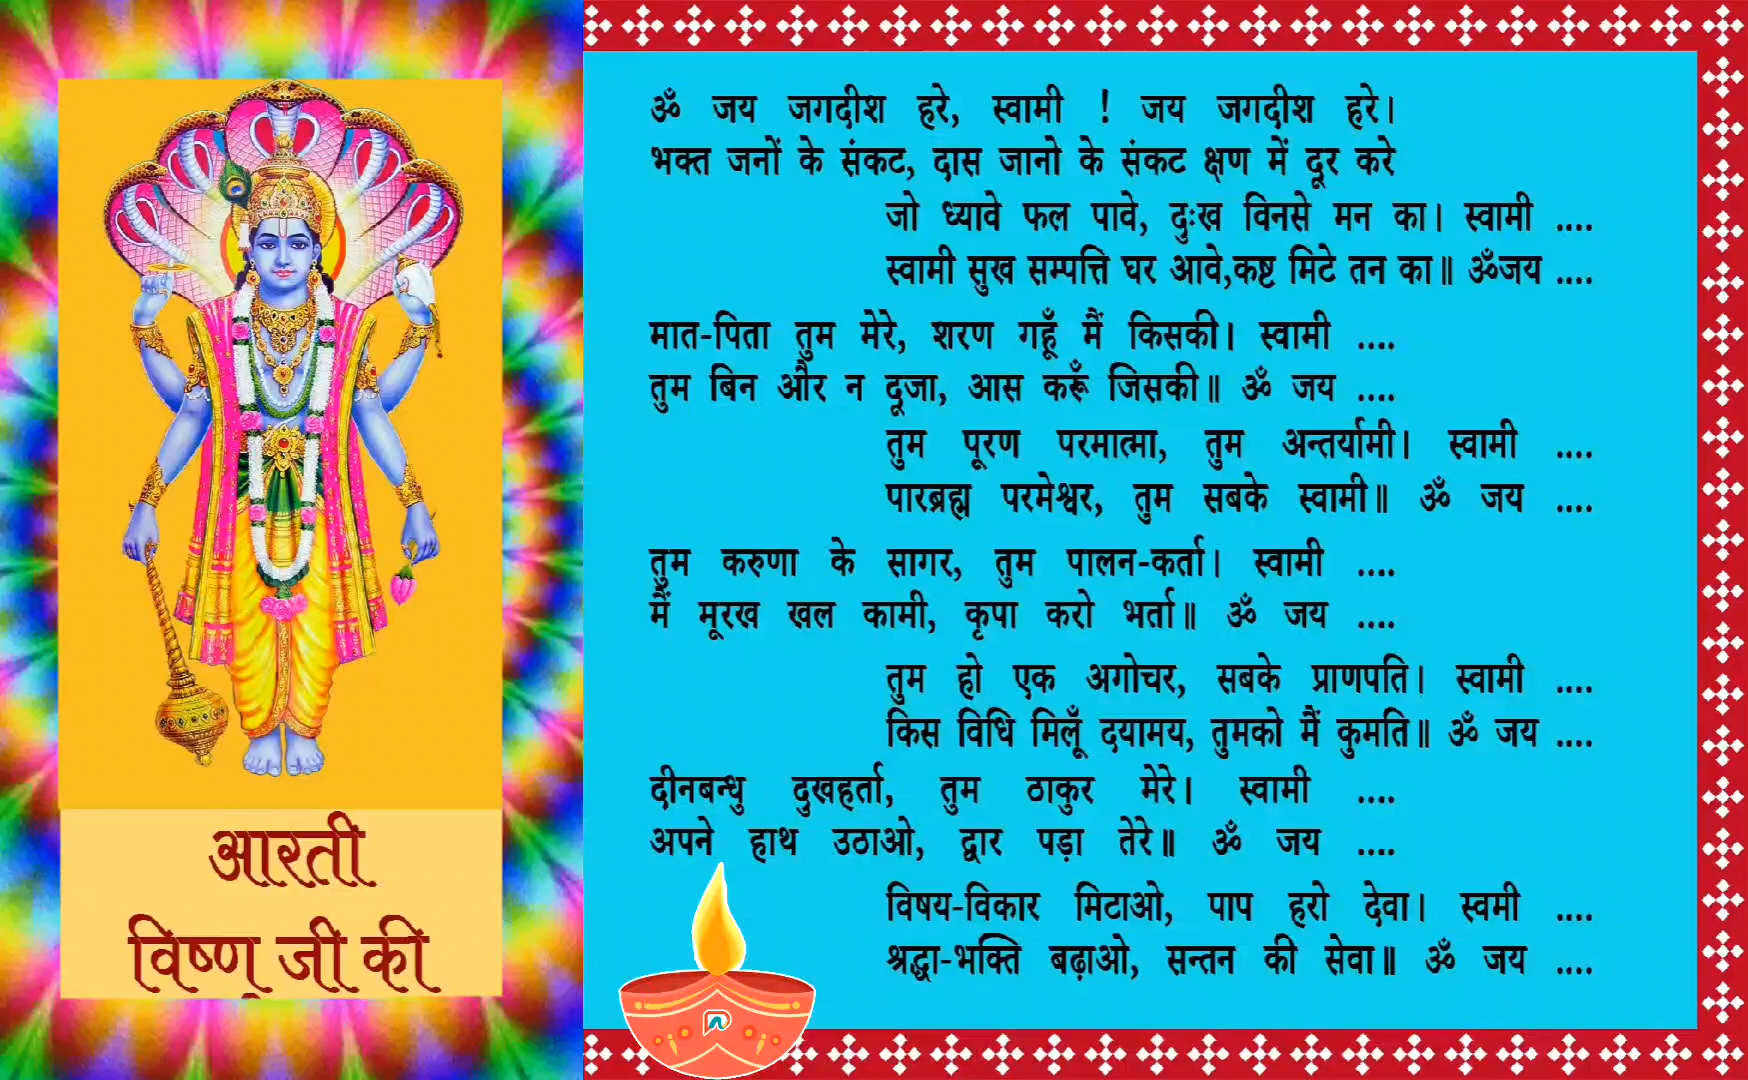 आरती
विष्णू जी की
ॐ जय जगदीश हरे, स्वामी ! जय जगदीश हरे।
भक्त जनों के संकट, दास जानो के संकट क्षण में दूर करे
जो ध्यावे फल पावे, दुःख विनसे मन का। स्वामी ....
स्वामी सुख सम्पत्ति घर आवे,कष्ट मिटे तन का॥ ॐजय ....
मात-पिता तुम मेरे, शरण गहूँ मैं किसकी। स्वामी ....
तुम बिन और न दूजा, आस करूँ जिसकी॥ ॐ जय ....
तुम पूरण परमात्मा, तुम अन्तर्यामी। स्वामी ....
पारब्रह्म परमेश्वर, तुम सबके स्वामी॥ ॐ जय ....
तुम करुणा के सागर, तुम पालन-कर्ता। स्वामी ....
मैं मूरख खल कामी, कृपा करो भर्ता॥ ॐ जय ....
तुम हो एक अगोचर, सबके प्राणपति। स्वामी ....
किस विधि मिलूँ दयामय, तुमको मैं कुमति॥ ॐ जय ....
दीनबन्धु दुखहर्ता, तुम ठाकुर मेरे। स्वामी ....
अपने हाथ उठाओ, द्वार पड़ा तेरे॥ ॐ जय ....
विषय-विकार मिटाओ, पाप हरो देवा। स्वमी ....
श्रद्धा-भक्ति बढ़ाओ, सन्तन की सेवा॥ ॐ जय ....